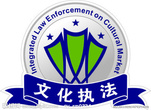 Integrated Law Enforcement on Cultural Market
文化执法